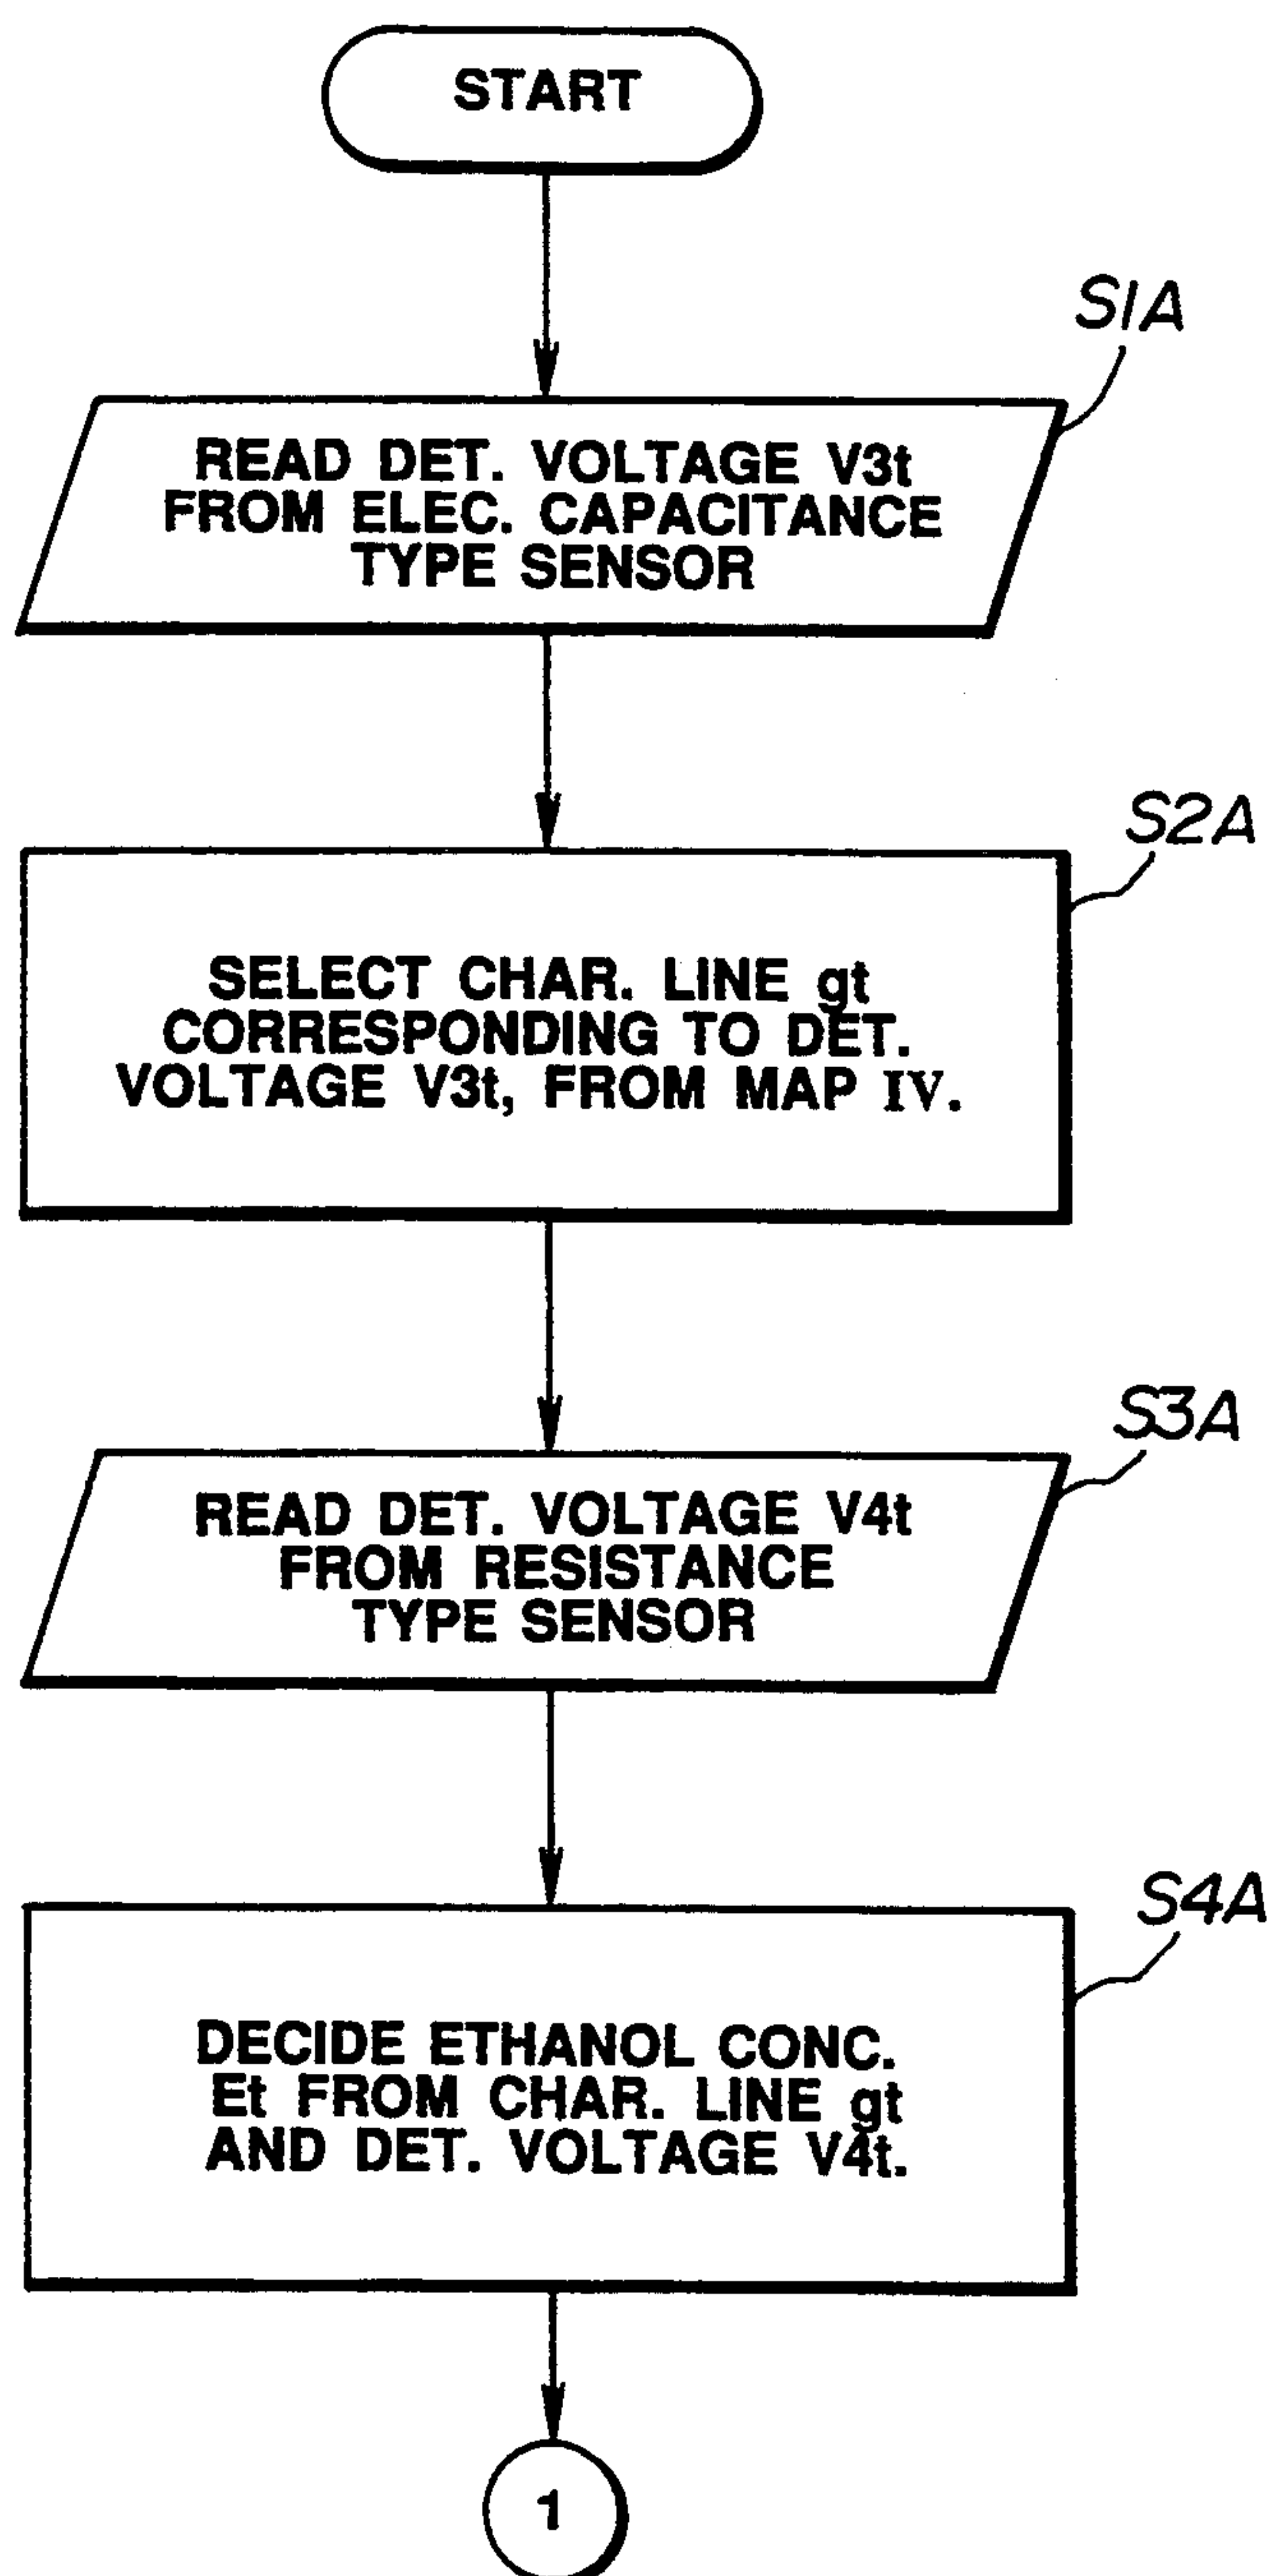 START
S1A
READ DET. VOLTAGE V3t
FROM ELEC. CAPACITANCE
TYPE SENSOR
S2A
SELECT CHAR. LINE gt
CORRESPONDING TO DET.
VOLTAGE V3t, FROM MAP IV.
S3A
READ DET. VOLTAGE V4t
FROM RESISTANCE
TYPE SENSOR
S4A
DECIDE ETHANOL CONC.
Et FROM CHAR. LINE gt
AND DET. VOLTAGE V4t.
1